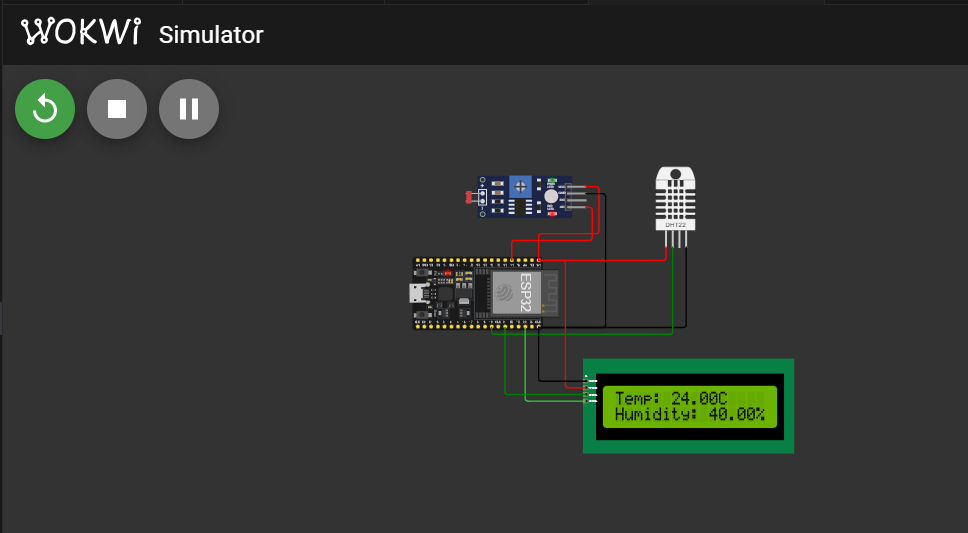 WOKWi Simulator
DHT22
ESP32
Temp: 24.00C
Humidity: 40.00%